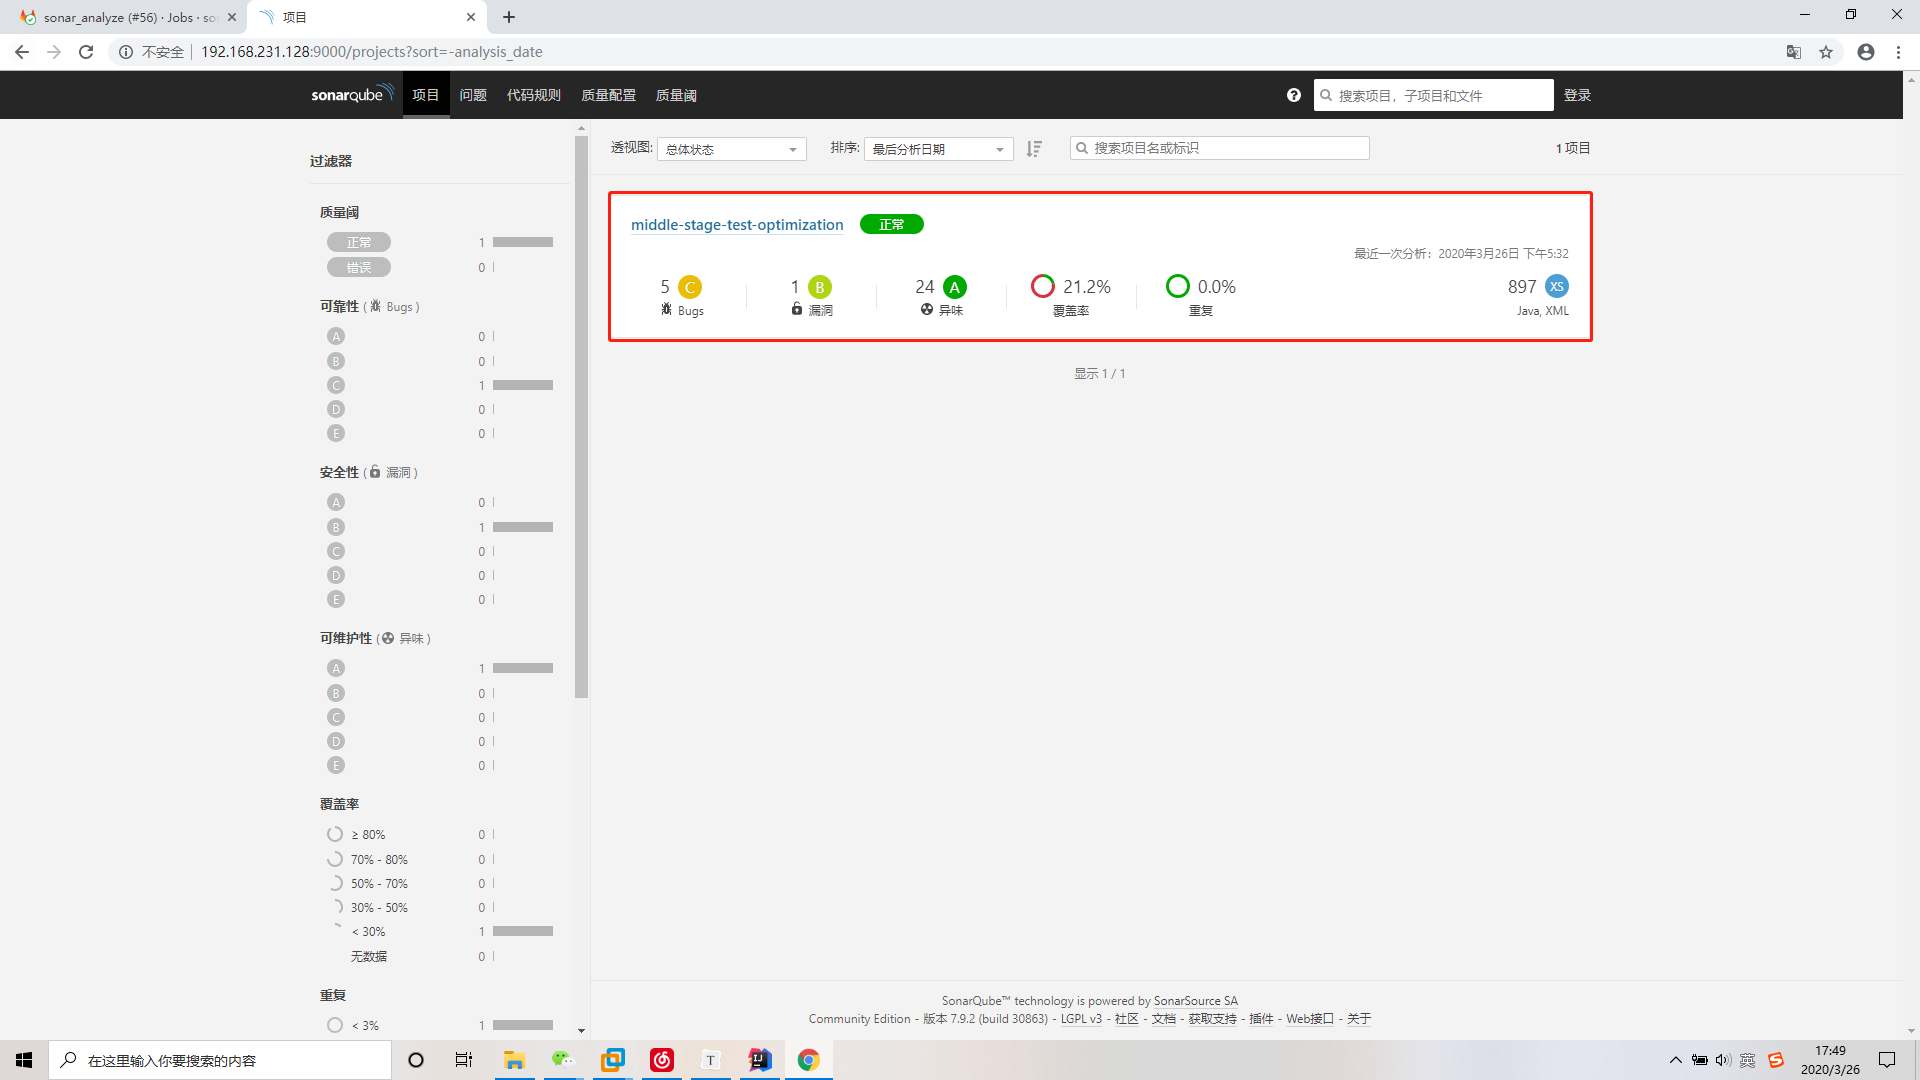 sonar_analyze (#56) · Jobs · so
项目
不安全
192.168.231.128:9000/projects?sort=-analysis_date
sonarqube
项目
问题
代码规则
质量配置
质量阈
搜索项目，子项目和文件
登录
过滤器
质量阈
正常 1
错误 0
可靠性 ( Bugs )
A 0
B 0
C 1
D 0
E 0
安全性 ( 漏洞 )
A 0
B 1
C 0
D 0
E 0
可维护性 ( 异味 )
A 1
B 0
C 0
D 0
E 0
覆盖率
≥ 80% 0
70% - 80% 0
50% - 70% 0
30% - 50% 0
< 30% 1
无数据 0
重复
< 3% 1
透视图: 总体状态
排序: 最后分析日期
搜索项目名或标识
1 项目
middle-stage-test-optimization 正常
最近一次分析： 2020年3月26日 下午5:32
5 C
Bugs
1 B
漏洞
24 A
异味
21.2%
覆盖率
0.0%
重复
897 XS
Java, XML
显示 1 / 1
SonarQube™ technology is powered by SonarSource SA
Community Edition - 版本 7.9.2 (build 30863) - LGPL v3 - 社区 - 文档 - 获取支持 - 插件 - Web接口 - 关于
在这里输入你要搜索的内容
T
IJ
英
S
17:49
2020/3/26